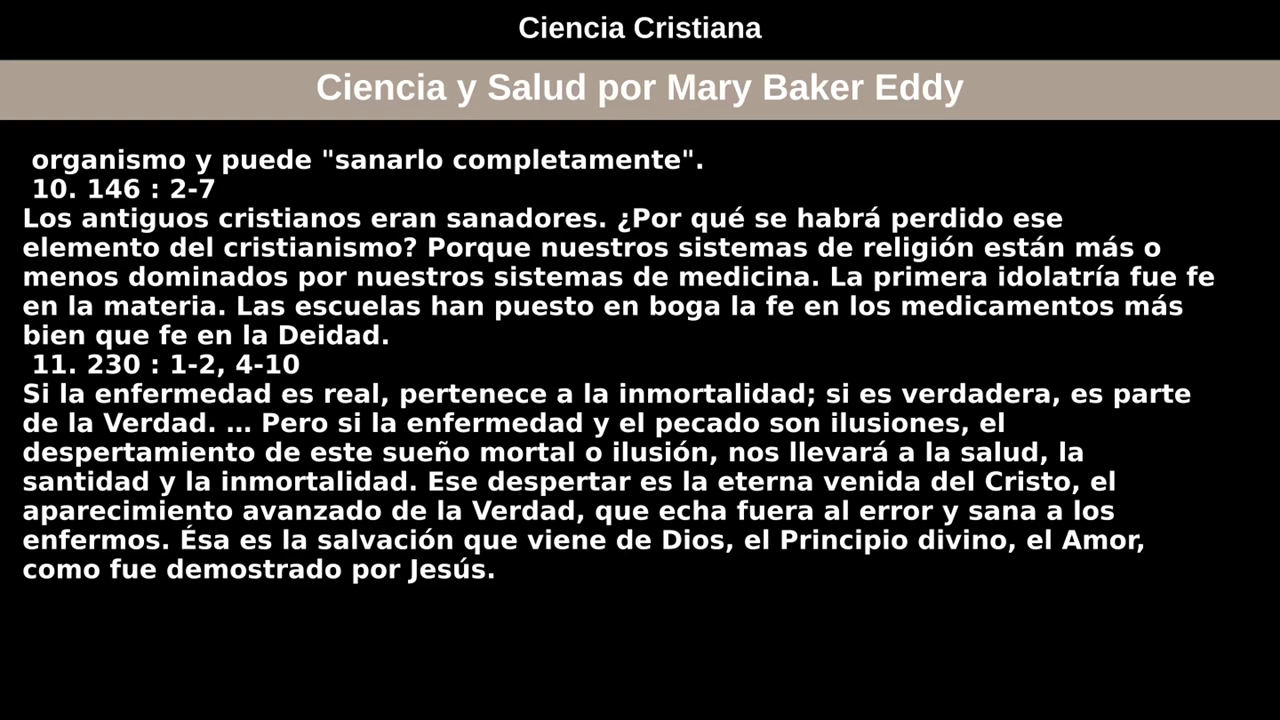 Ciencia Cristiana
Ciencia y Salud por Mary Baker Eddy
organismo y puede "sanarlo completamente".
10. 146 : 2-7
Los antiguos cristianos eran sanadores. ¿Por qué se habrá perdido ese
elemento del cristianismo? Porque nuestros sistemas de religión están más o
menos dominados por nuestros sistemas de medicina. La primera idolatría fue fe
en la materia. Las escuelas han puesto en boga la fe en los medicamentos más
bien que fe en la Deidad.
11. 230 : 1-2, 4-10
Si la enfermedad es real, pertenece a la inmortalidad; si es verdadera, es parte
de la Verdad. … Pero si la enfermedad y el pecado son ilusiones, el
despertamiento de este sueño mortal o ilusión, nos llevará a la salud, la
santidad y la inmortalidad. Ese despertar es la eterna venida del Cristo, el
aparecimiento avanzado de la Verdad, que echa fuera al error y sana a los
enfermos. Ésa es la salvación que viene de Dios, el Principio divino, el Amor,
como fue demostrado por Jesús.